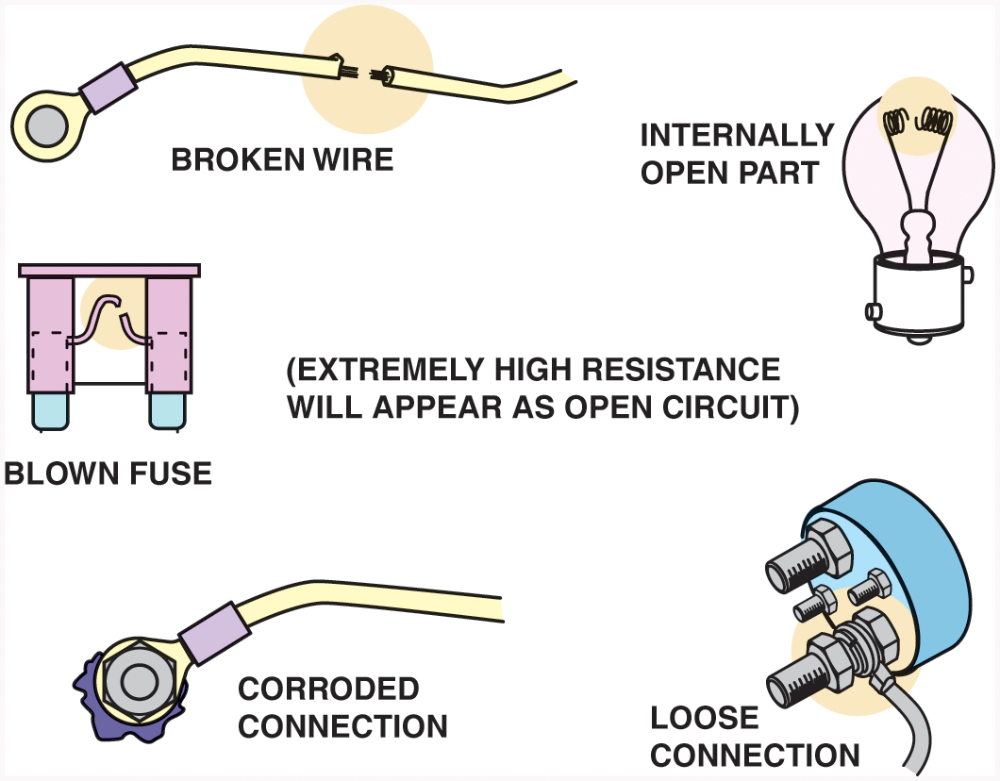 BROKEN WIRE
INTERNALLY
OPEN PART
(EXTREMELY HIGH RESISTANCE
WILL APPEAR AS OPEN CIRCUIT)
BLOWN FUSE
CORRODED
CONNECTION
LOOSE
CONNECTION